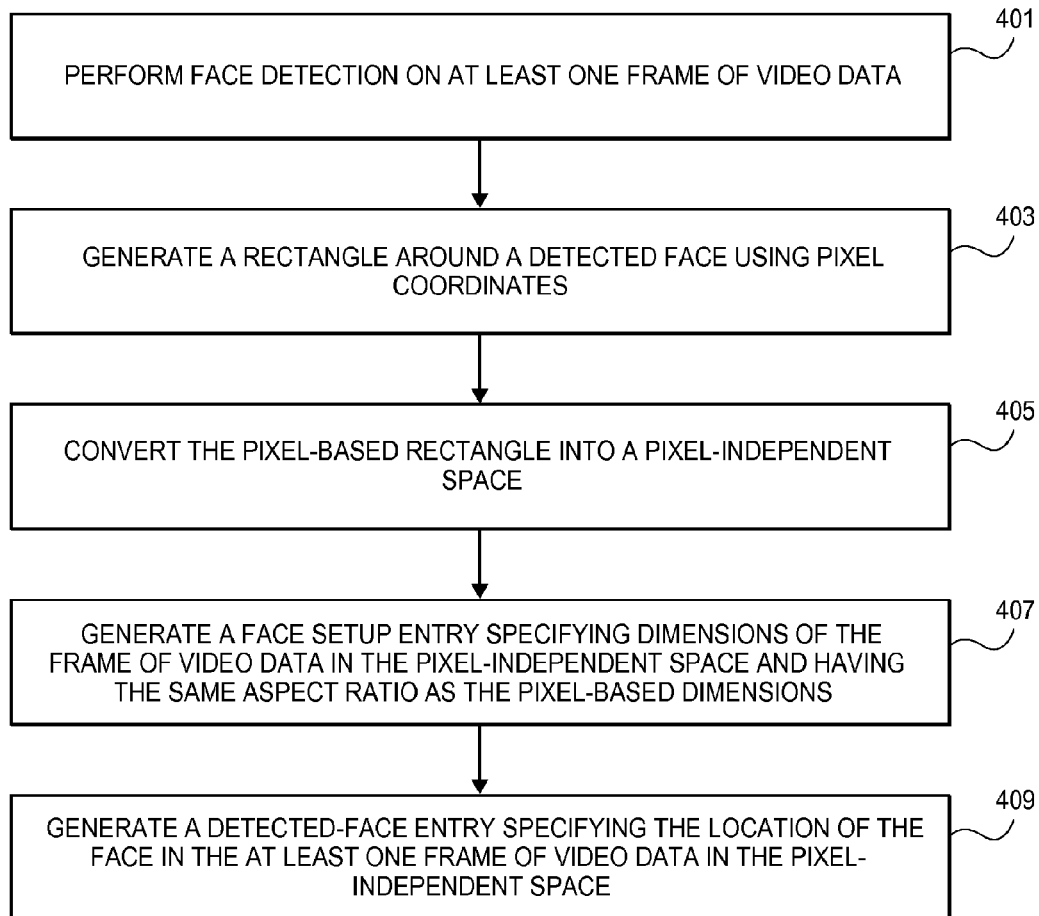 401
PERFORM FACE DETECTION ON AT LEAST ONE FRAME OF VIDEO DATA
403
GENERATE A RECTANGLE AROUND A DETECTED FACE USING PIXEL
COORDINATES
405
CONVERT THE PIXEL-BASED RECTANGLE INTO A PIXEL-INDEPENDENT
SPACE
407
GENERATE A FACE SETUP ENTRY SPECIFYING DIMENSIONS OF THE
FRAME OF VIDEO DATA IN THE PIXEL-INDEPENDENT SPACE AND HAVING
THE SAME ASPECT RATIO AS THE PIXEL-BASED DIMENSIONS
409
GENERATE A DETECTED-FACE ENTRY SPECIFYING THE LOCATION OF THE
FACE IN THE AT LEAST ONE FRAME OF VIDEO DATA IN THE PIXEL-
INDEPENDENT SPACE